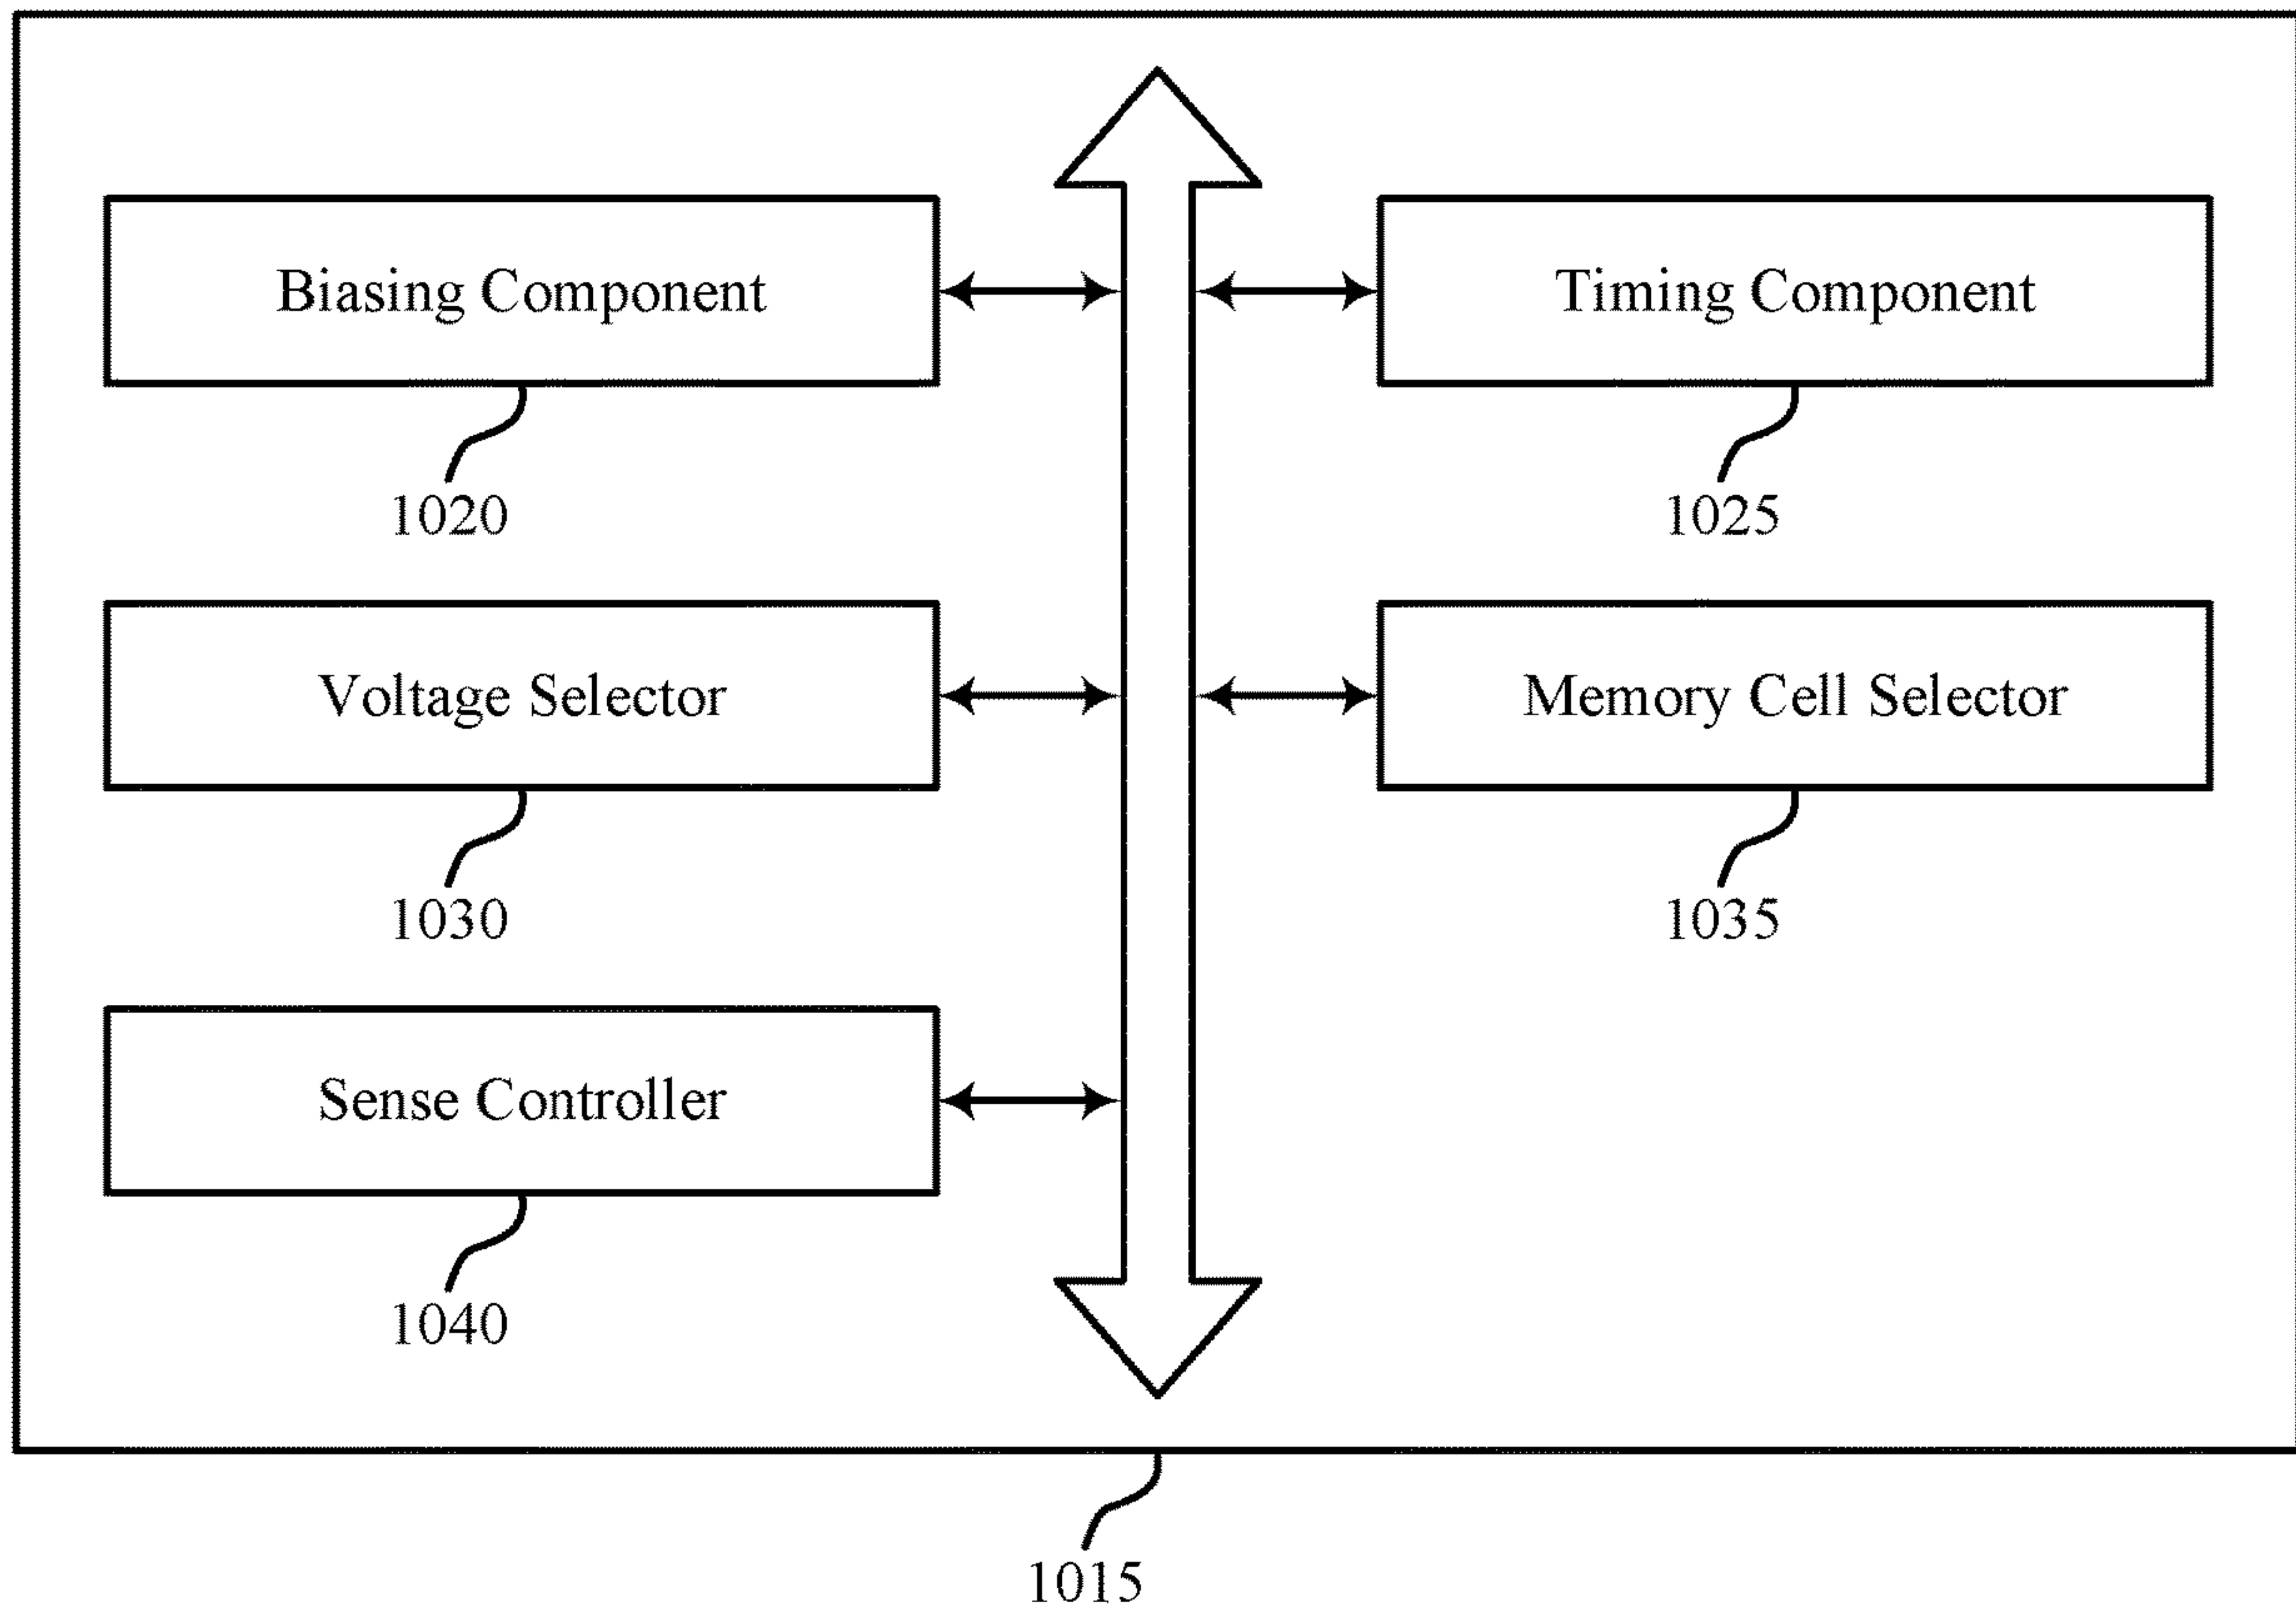 Biasing Component
Timing Component
1020
1025
Voltage Selector
Memory Cell Selector
1030
1035
Sense Controller
1040
1015